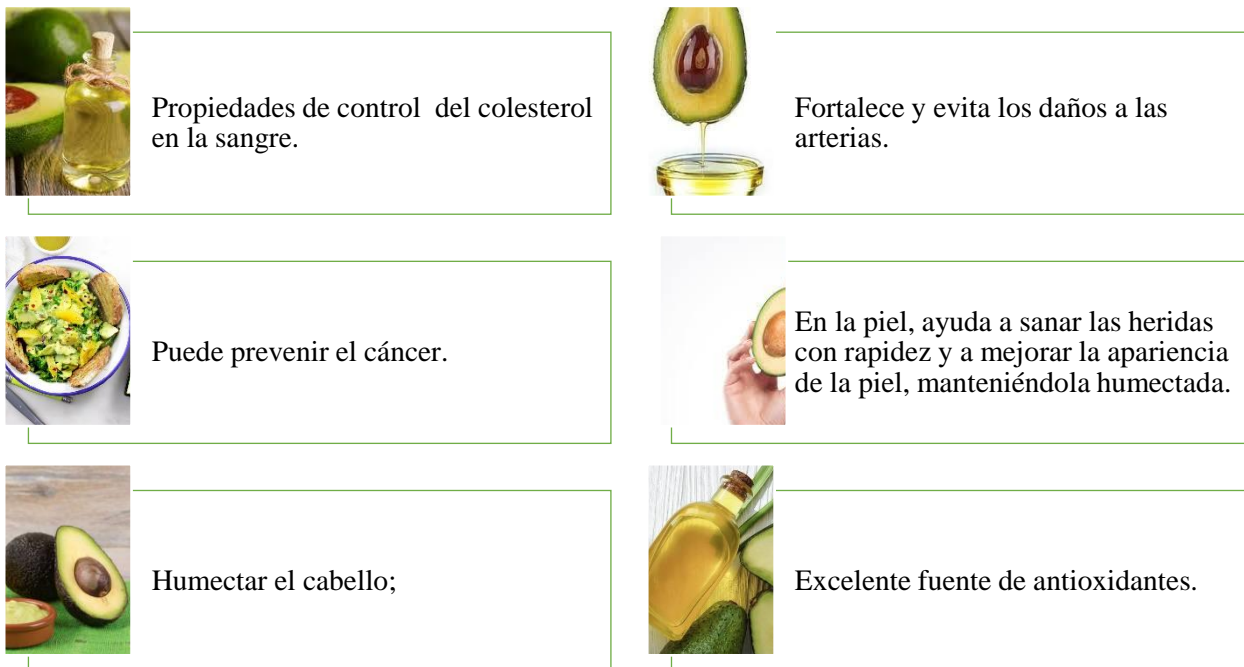 Propiedades de control  del colesterol
en la sangre.
Fortalece y evita los daños a las
arterias.
Puede prevenir el cáncer.
En la piel, ayuda a sanar las heridas
con rapidez y a mejorar la apariencia
de la piel, manteniéndola humectada.
Humectar el cabello;
Excelente fuente de antioxidantes.